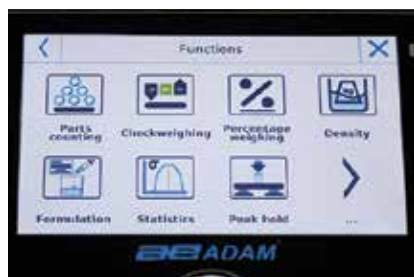 Functions
Parts
counting
Checkweighing
Percentage
weighing
Density
Formulation
Statistics
Peak hold
...
ADAM